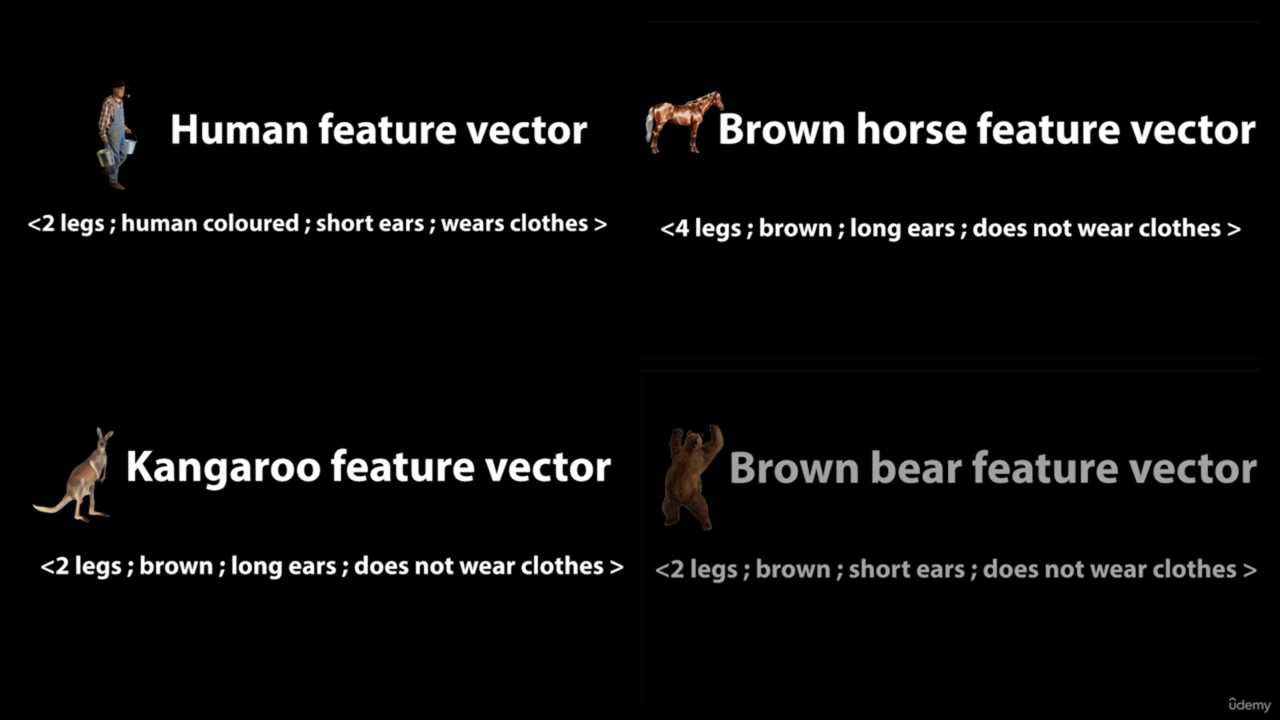 Human feature vector
<2 legs ; human coloured ; short ears ; wears clothes >
Brown horse feature vector
<4 legs ; brown ; long ears ; does not wear clothes >
Kangaroo feature vector
<2 legs ; brown ; long ears ; does not wear clothes >
Brown bear feature vector
<2 legs ; brown ; short ears ; does not wear clothes >
ûdemy